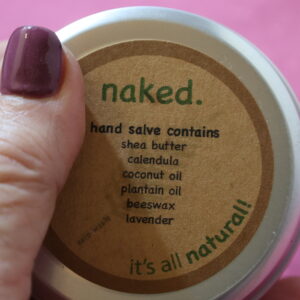 naked.
hand salve contains
shea butter
calendula
coconut oil
plantain oil
beeswax
lavender
it's all natural!